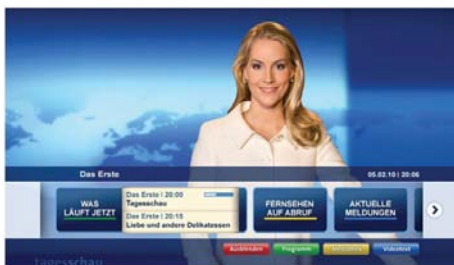 Das Erste
05.02.10 | 20:06
WAS
LÄUFT JETZT
Das Erste | 20:00
Tagesschau
Das Erste | 20:15
Liebe und andere Delikatessen
FERNSEHEN
AUF ABRUF
AKTUELLE
MELDUNGEN
Ausblenden
Programm
Videotext
tagesschau